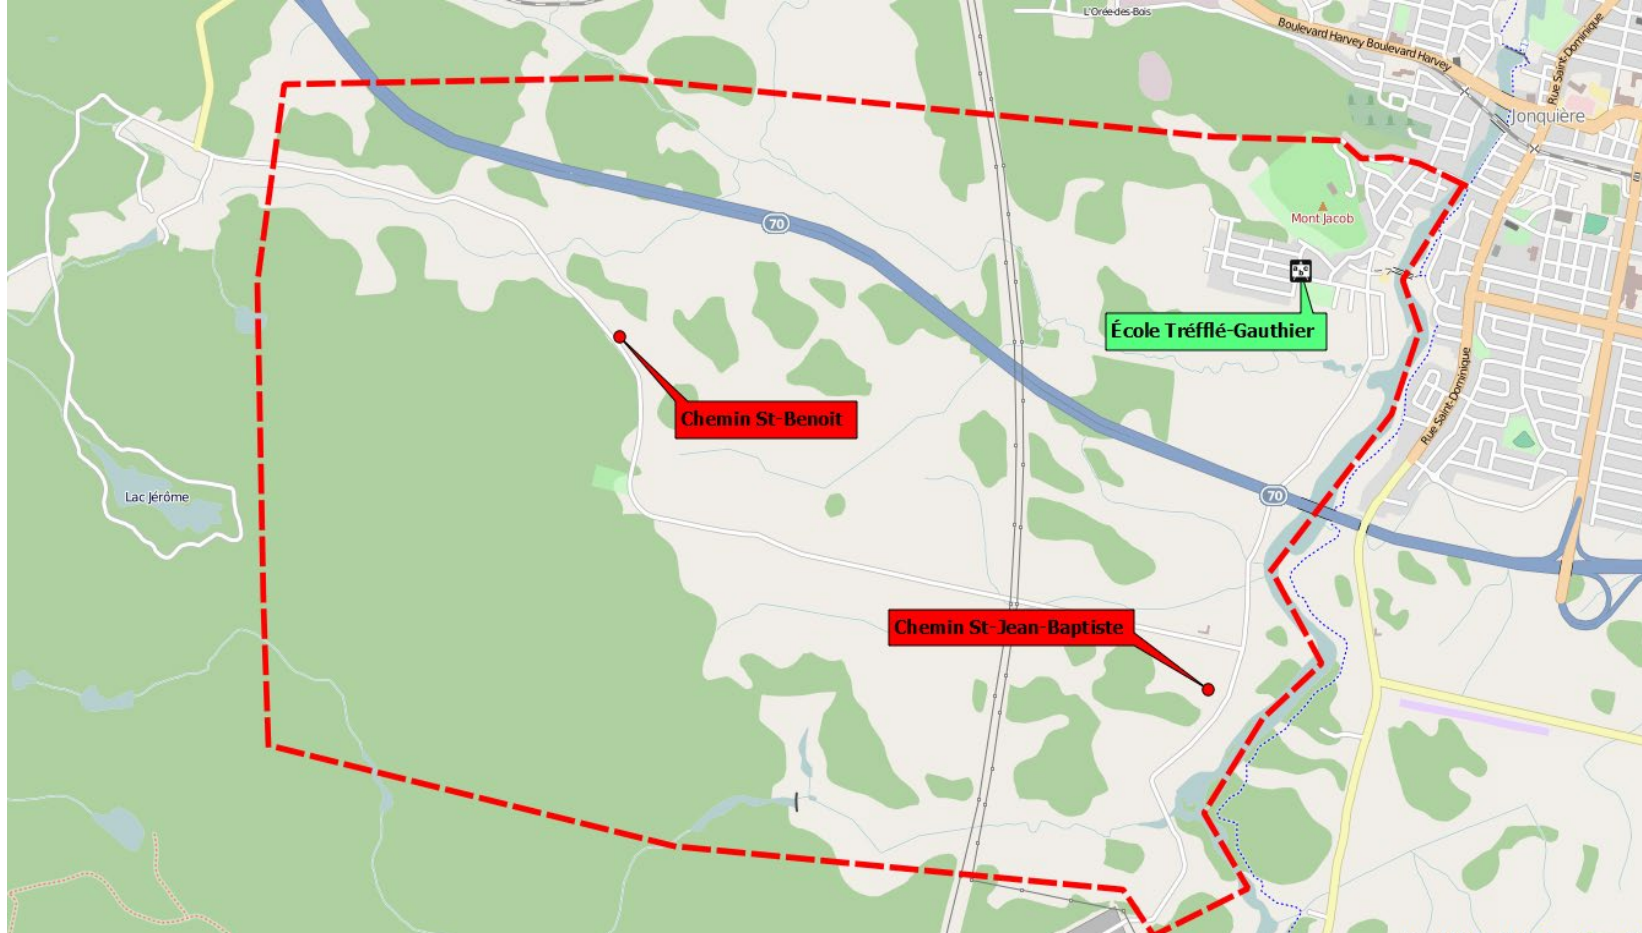 L'Orée-des-Bois
Boulevard Harvey Boulevard Harvey
Rue Saint-Dominique
Jonquière
Mont Jacob
70
a b c
École Tréfflé-Gauthier
Chemin St-Benoit
Rue Saint-Dominique
Lac Jérôme
70
Chemin St-Jean-Baptiste